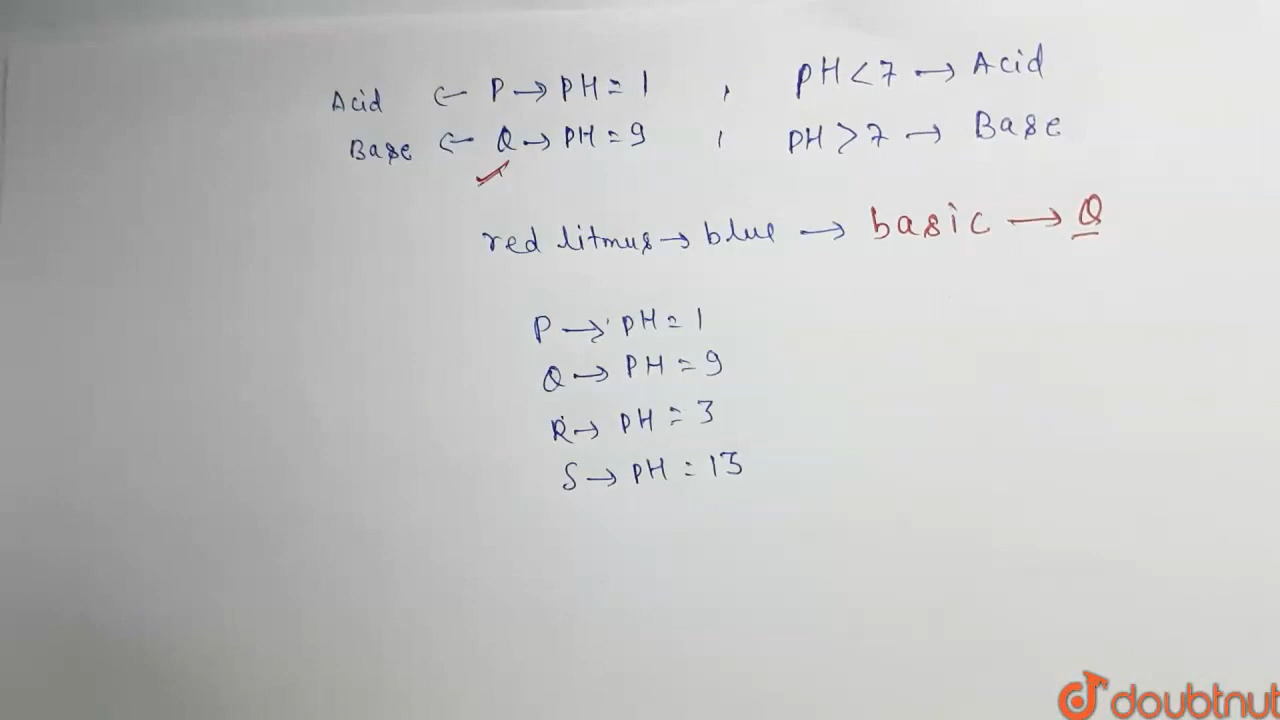 Acid ← P → PH = 1 , PH < 7 → Acid
Base ← Q → PH = 9 , PH > 7 → Base
red litmus → blue → basic → Q
P → PH = 1
Q → PH = 9
R → PH = 3
S → PH = 13
doubtnut